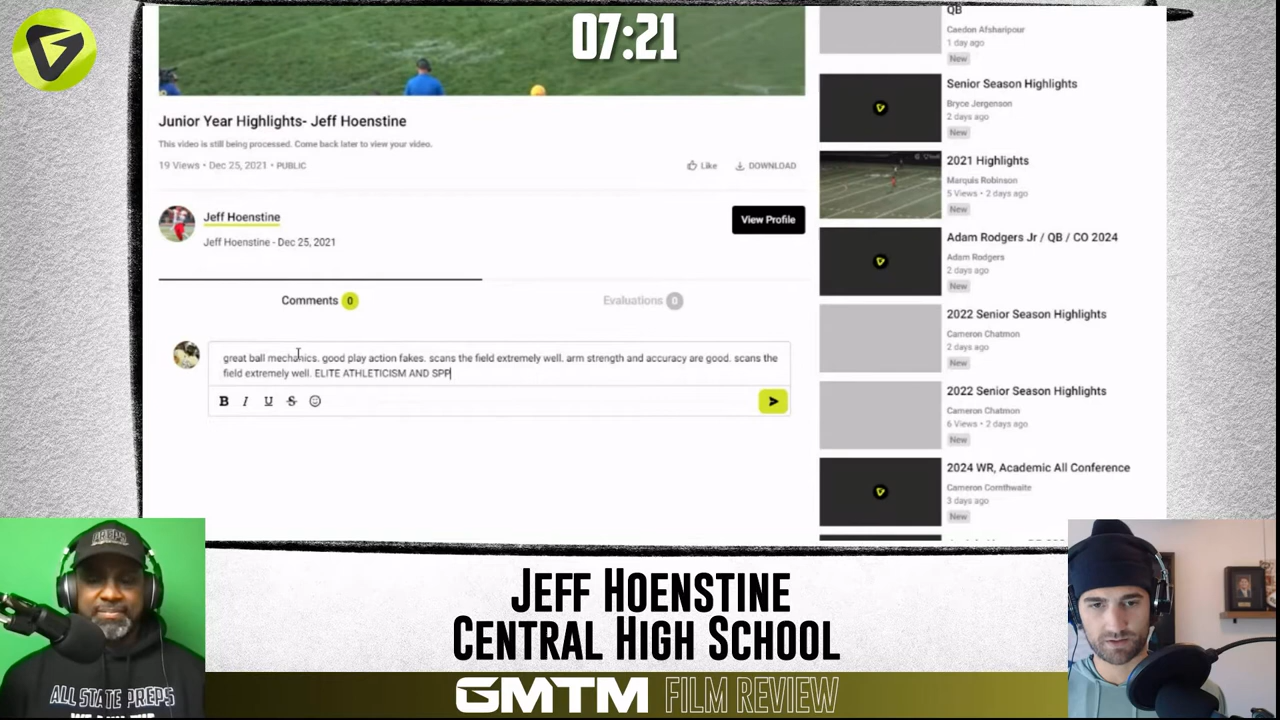 07:21
Junior Year Highlights- Jeff Hoenstine
This video is still being processed. Come back later to view your video.
19 Views • Dec 25, 2021 • PUBLIC
Like
DOWNLOAD
Jeff Hoenstine
Jeff Hoenstine - Dec 25, 2021
View Profile
Comments 0
Evaluations 0
great ball mechanics. good play action fakes. scans the field extremely well. arm strength and accuracy are good. scans the
field extremely well. ELITE ATHLETICISM AND SPP
B I U S
QB
Caedon Afsharipour
1 day ago
New
Senior Season Highlights
Bryce Jergenson
2 days ago
New
2021 Highlights
Marquis Robinson
5 Views • 2 days ago
New
Adam Rodgers Jr / QB / CO 2024
Adam Rodgers
2 days ago
New
2022 Senior Season Highlights
Cameron Chatmon
2 days ago
New
2022 Senior Season Highlights
Cameron Chatmon
6 Views • 2 days ago
New
2024 WR, Academic All Conference
Cameron Cornthwaite
3 days ago
New
PREPS
ALL STATE PREPS
JEFF HOENSTINE
CENTRAL HIGH SCHOOL
GMTM FILM REVIEW